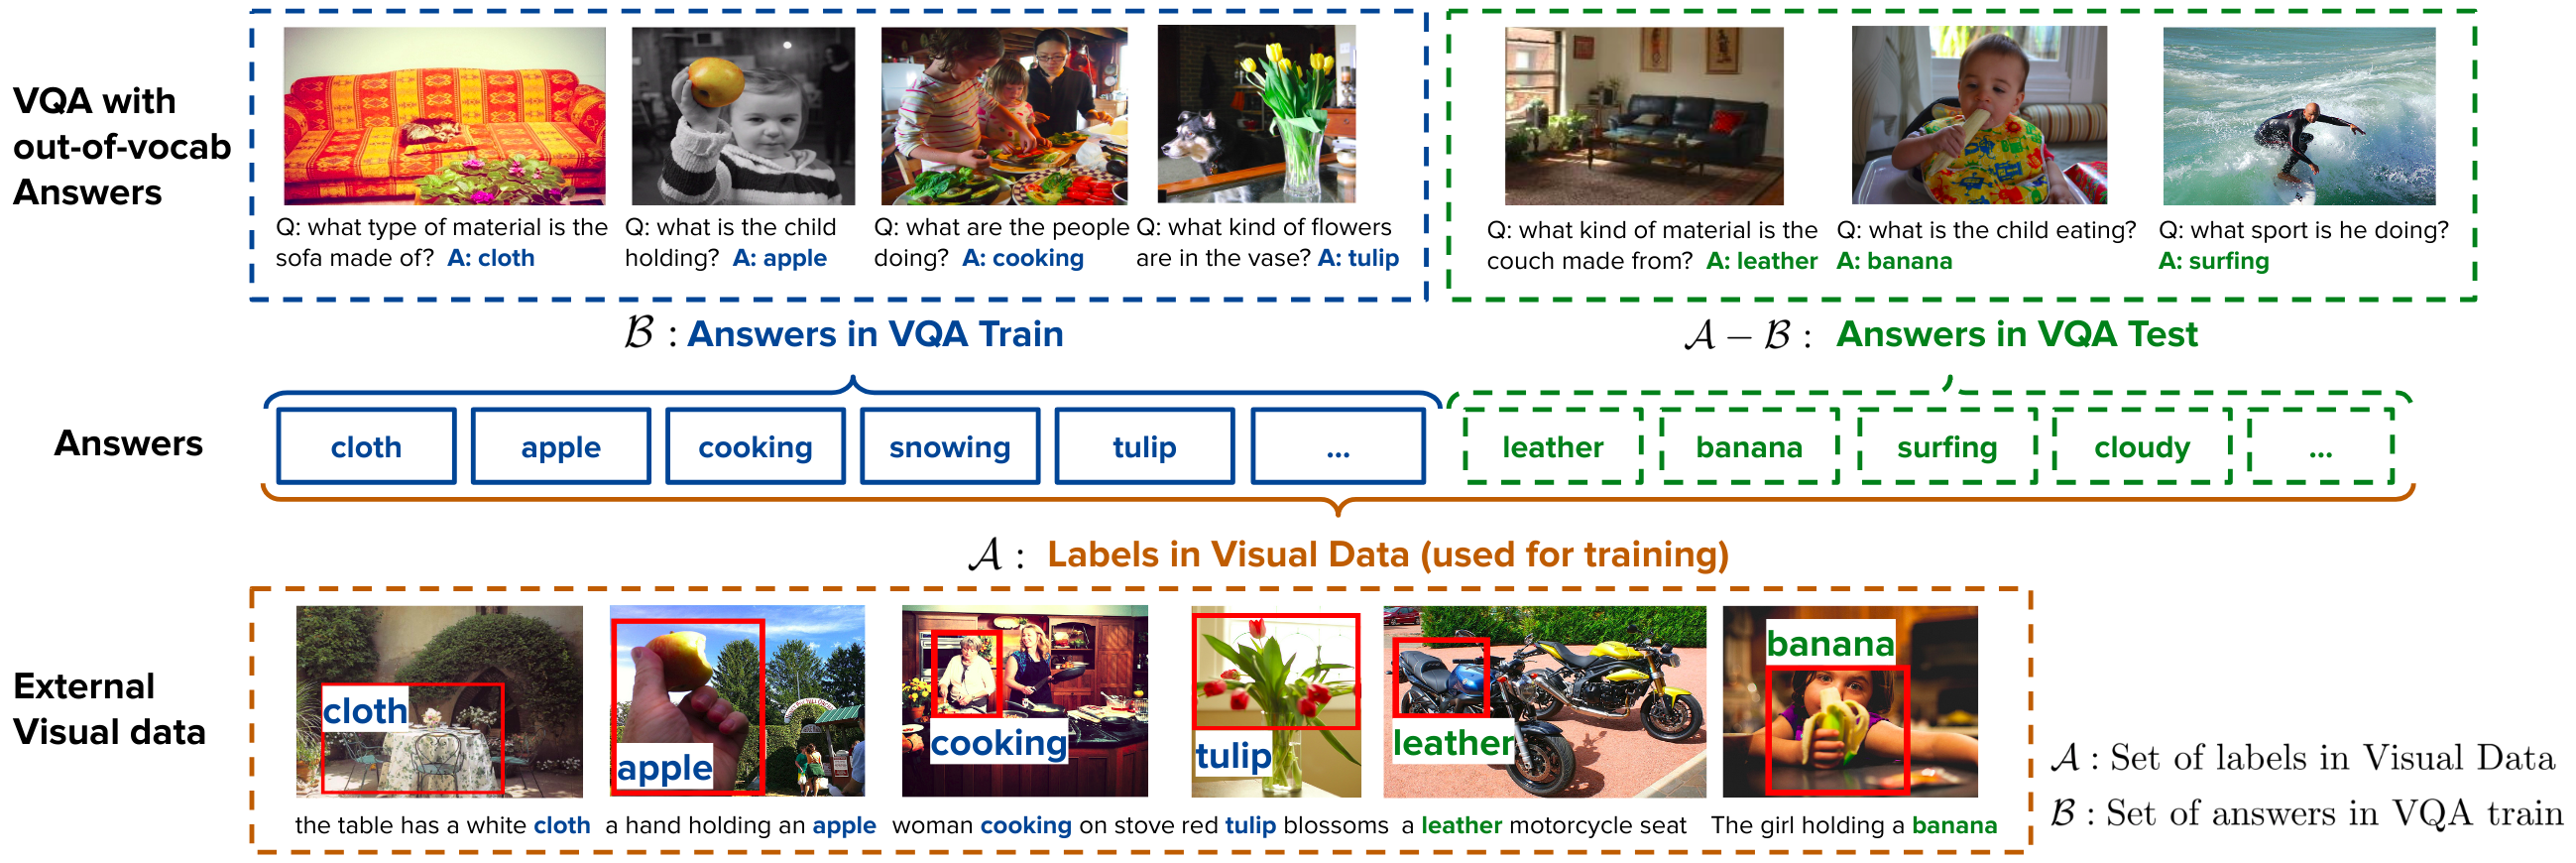 VQA with
out-of-vocab
Answers
Q: what type of material is the
sofa made of? A: cloth
Q: what is the child
holding? A: apple
Q: what are the people
doing? A: cooking
Q: what kind of flowers
are in the vase? A: tulip
Q: what kind of material is the
couch made from? A: leather
Q: what is the child eating?
A: banana
Q: what sport is he doing?
A: surfing
ℬ : Answers in VQA Train
𝒜 − ℬ : Answers in VQA Test
Answers
cloth
apple
cooking
snowing
tulip
...
leather
banana
surfing
cloudy
...
𝒜 : Labels in Visual Data (used for training)
External
Visual data
cloth
apple
cooking
tulip
leather
banana
the table has a white cloth
a hand holding an apple
woman cooking on stove
red tulip blossoms
a leather motorcycle seat
The girl holding a banana
𝒜 : Set of labels in Visual Data
ℬ : Set of answers in VQA train